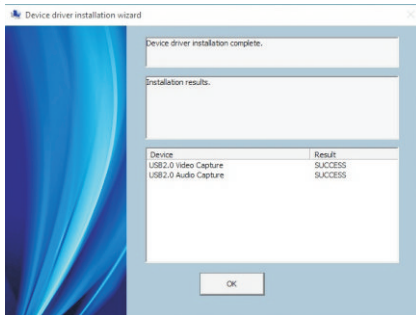 Device driver installation wizard
Device driver installation complete.
Installation results.
Device Result
USB2.0 Video Capture SUCCESS
USB2.0 Audio Capture SUCCESS
OK